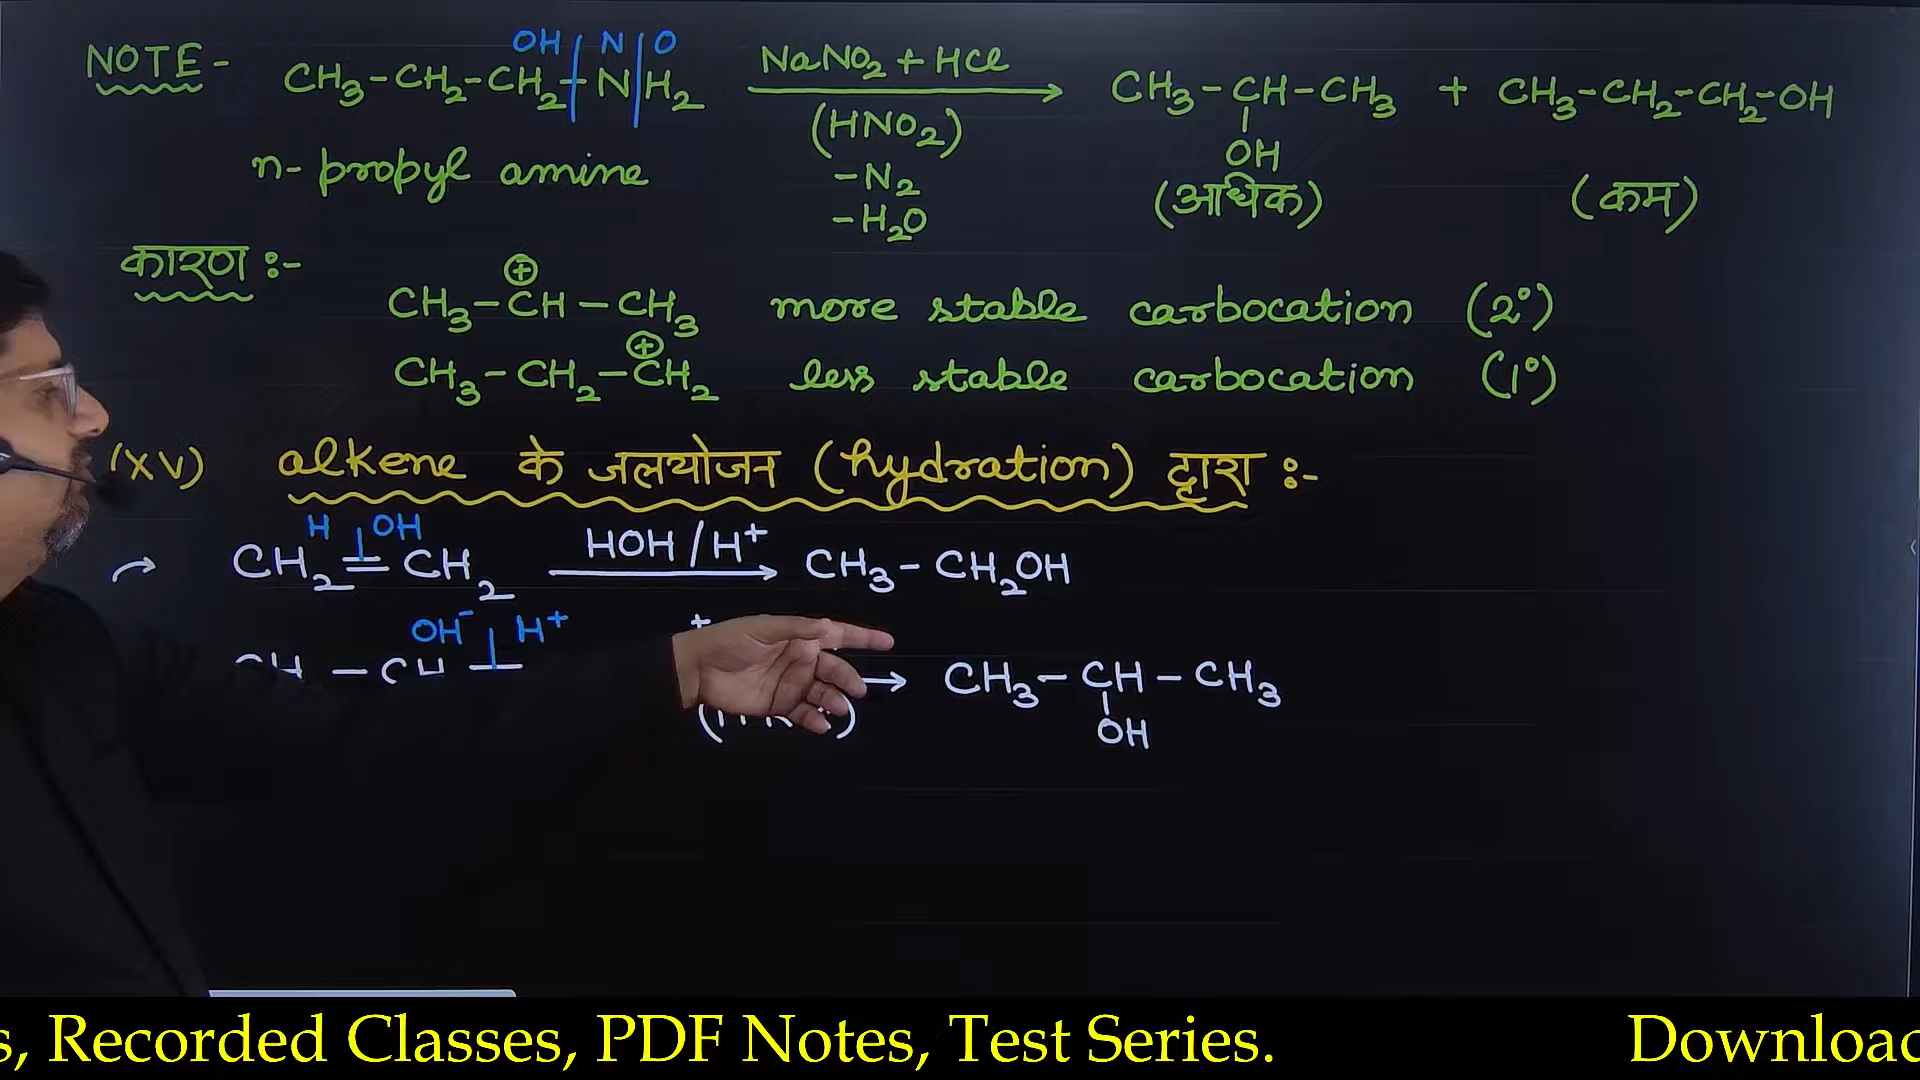 OH N O
NOTE- CH₃-CH₂-CH₂-NH₂ NaNO₂ + HCl → CH₃-CH-CH₃ + CH₃-CH₂-CH₂-OH
(HNO₂) OH
n-propyl amine -N₂ (अधिक) (कम)
-H₂O
कारण :-
⊕
CH₃-CH-CH₃ more stable carbocation (2°)
⊕
CH₃-CH₂-CH₂ less stable carbocation (1°)
(XV) alkene के जलयोजन (hydration) द्वारा :-
H OH
→ CH₂=CH₂ HOH/H⁺ → CH₃-CH₂OH
OH⁻ H⁺ +
→ CH₃-CH-CH₃
OH
s, Recorded Classes, PDF Notes, Test Series. Download